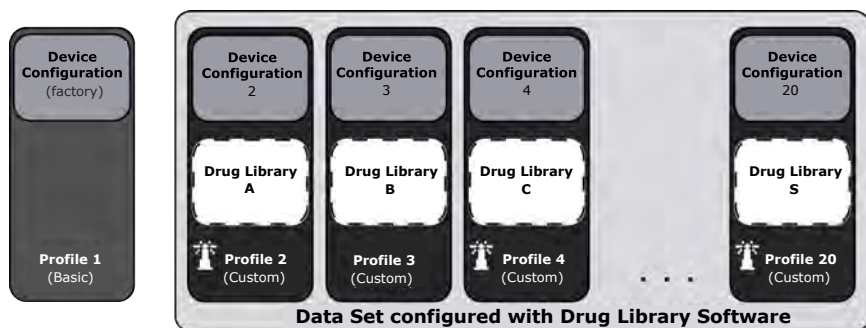 Device
Configuration
(factory)
Profile 1
(Basic)
Device
Configuration
2
Drug Library
A
Profile 2
(Custom)
Device
Configuration
3
Drug Library
B
Profile 3
(Custom)
Device
Configuration
4
Drug Library
C
Profile 4
(Custom)
. . .
Device
Configuration
20
Drug Library
S
Profile 20
(Custom)
Data Set configured with Drug Library Software